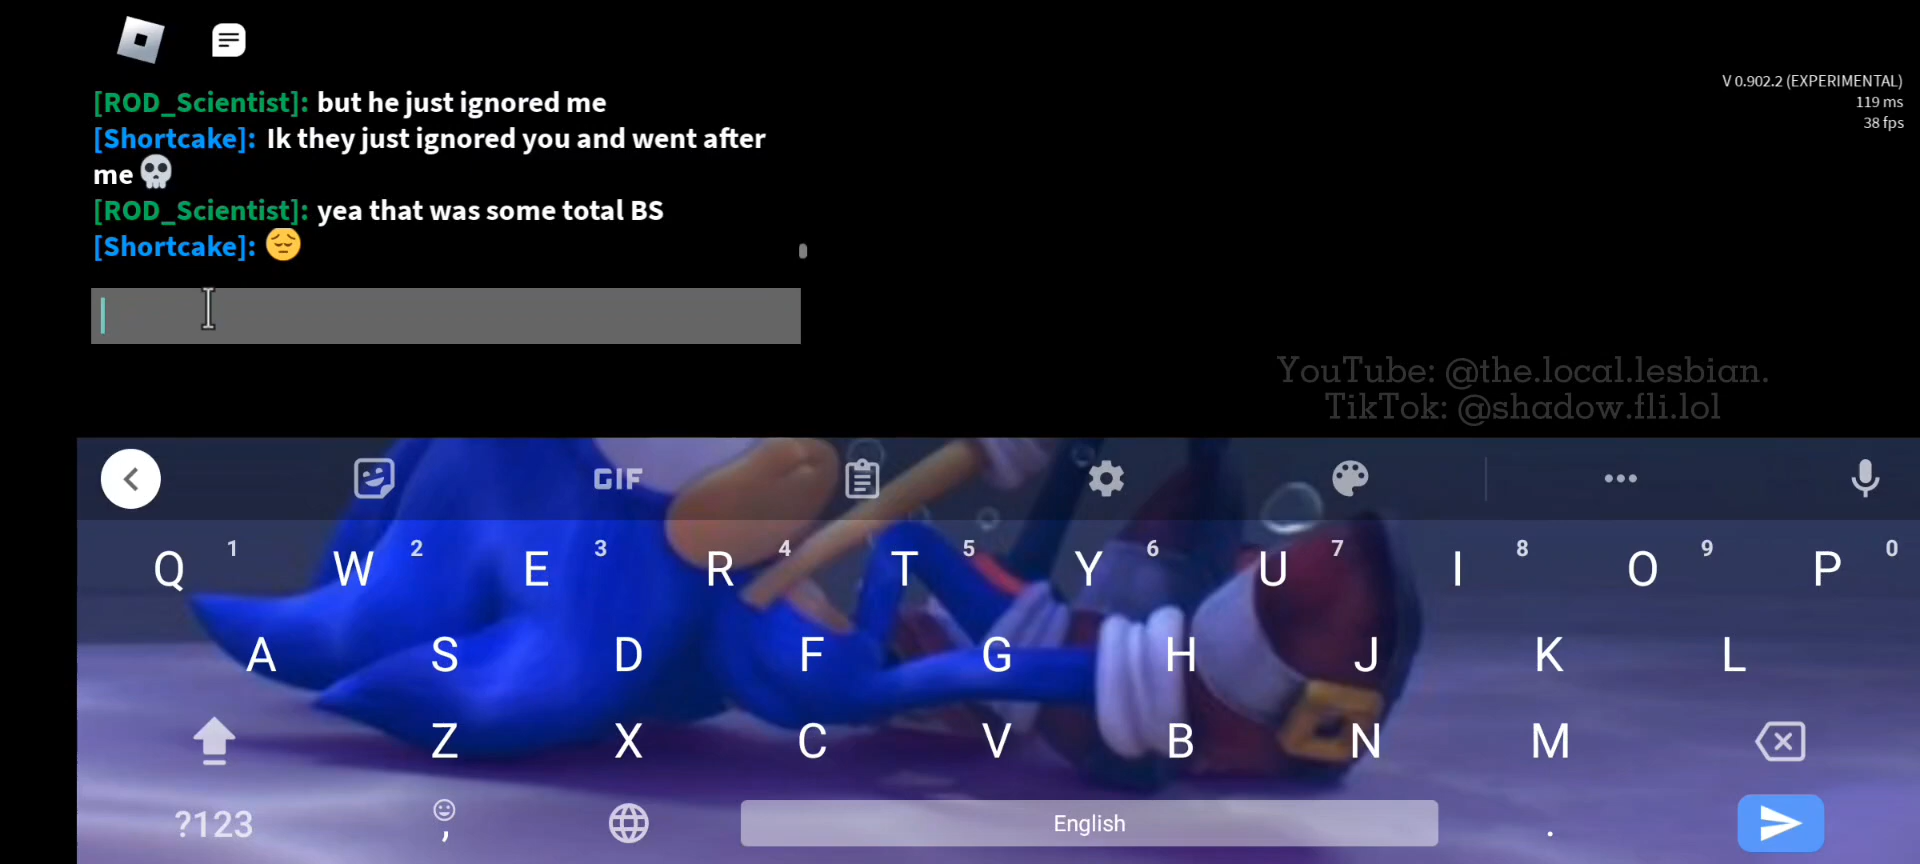 [ROD_Scientist]: but he just ignored me
[Shortcake]: Ik they just ignored you and went after
me 💀
[ROD_Scientist]: yea that was some total BS
[Shortcake]: 😔
V 0.902.2 (EXPERIMENTAL)
119 ms
38 fps
YouTube: @the.local.lesbian.
TikTok: @shadow.fli.lol
GIF
Q 1 W 2 E 3 R 4 T 5 Y 6 U 7 I 8 O 9 P 0
A S D F G H J K L
Z X C V B N M
?123 , English .